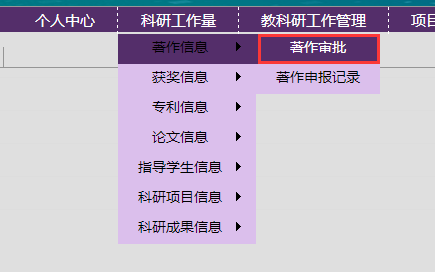 个人中心 科研工作量 教科研工作管理 项目
著作信息 著作审批
获奖信息 著作申报记录
专利信息
论文信息
指导学生信息
科研项目信息
科研成果信息